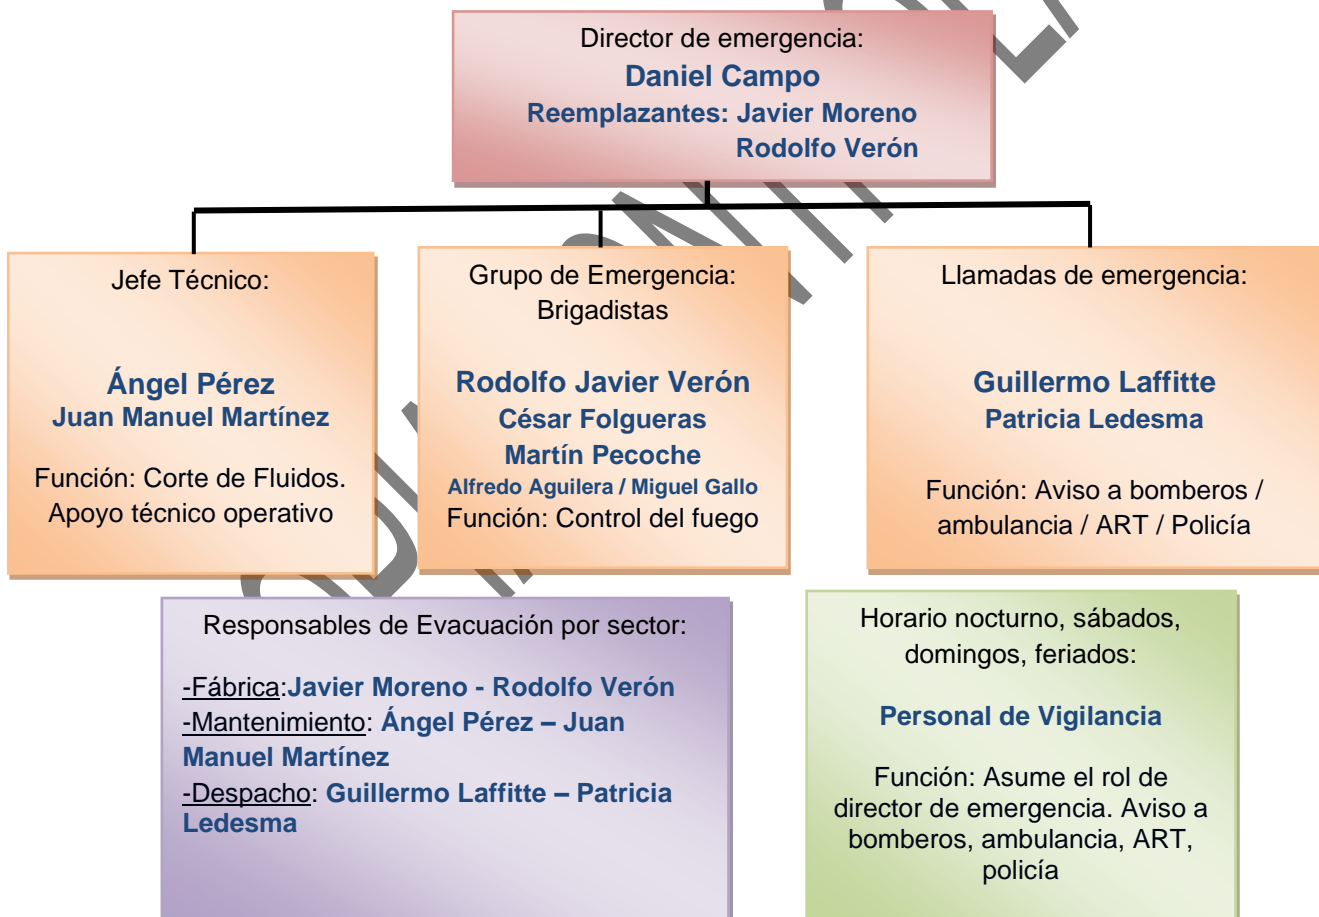 Director de emergencia:
Daniel Campo
Reemplazantes: Javier Moreno
Rodolfo Verón
Jefe Técnico:
Ángel Pérez
Juan Manuel Martínez
Función: Corte de Fluidos.
Apoyo técnico operativo
Grupo de Emergencia:
Brigadistas
Rodolfo Javier Verón
César Folgueras
Martín Pecoche
Alfredo Aguilera / Miguel Gallo
Función: Control del fuego
Llamadas de emergencia:
Guillermo Laffitte
Patricia Ledesma
Función: Aviso a bomberos /
ambulancia / ART / Policía
Responsables de Evacuación por sector:
-Fábrica:Javier Moreno - Rodolfo Verón
-Mantenimiento: Ángel Pérez – Juan
Manuel Martínez
-Despacho: Guillermo Laffitte – Patricia
Ledesma
Horario nocturno, sábados,
domingos, feriados:
Personal de Vigilancia
Función: Asume el rol de
director de emergencia. Aviso a
bomberos, ambulancia, ART,
policía